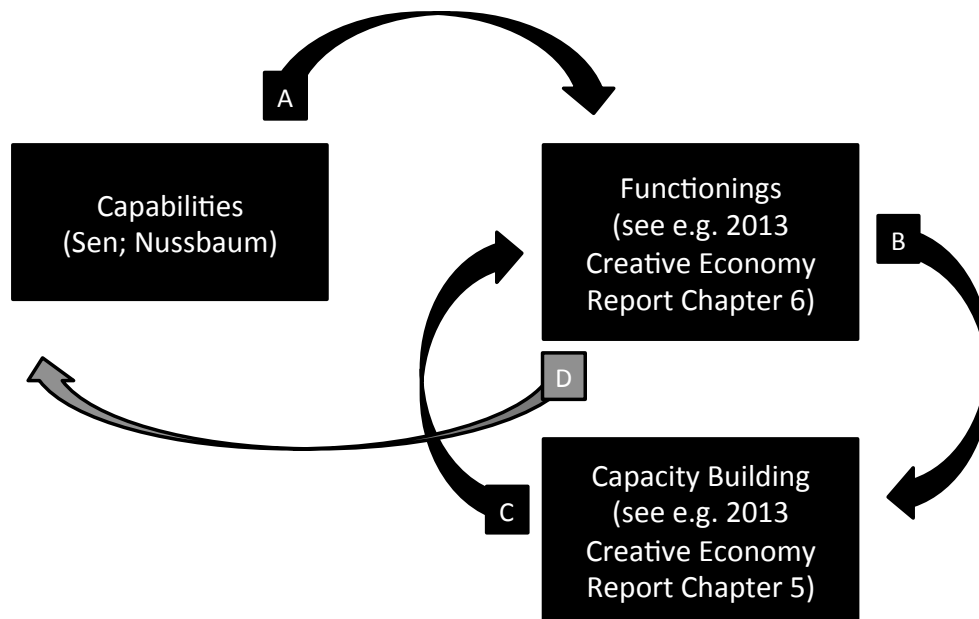 A
Capabilities
(Sen; Nussbaum)
Functionings
(see e.g. 2013
Creative Economy
Report Chapter 6)
B
D
Capacity Building
(see e.g. 2013
Creative Economy
Report Chapter 5)
C